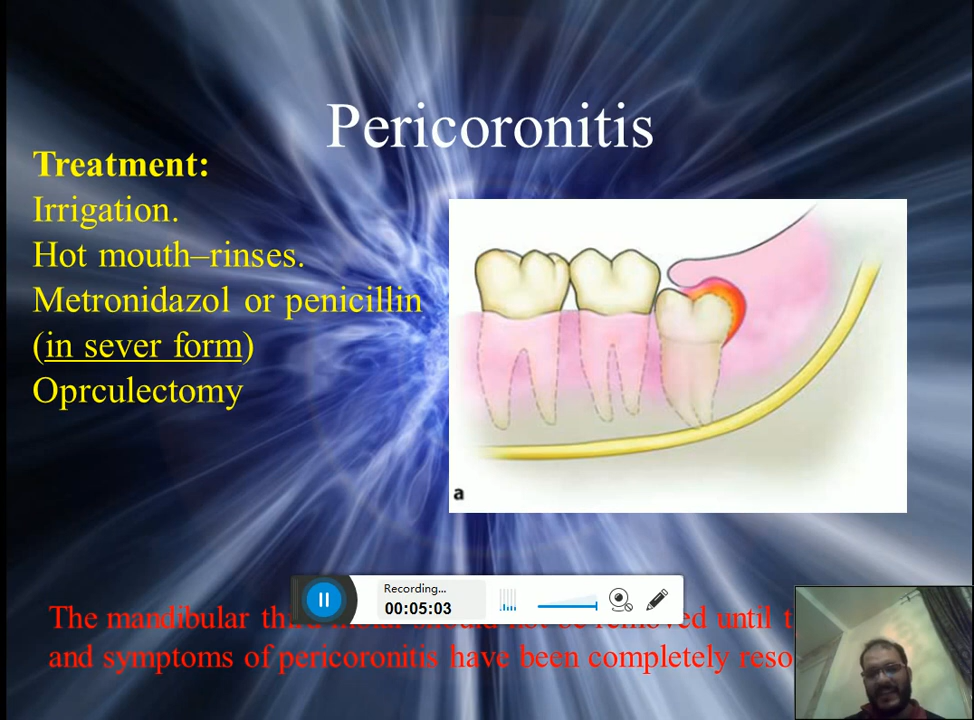 Pericoronitis
Treatment:
Irrigation.
Hot mouth–rinses.
Metronidazol or penicillin
(in sever form)
Oprculectomy
a
Recording...
00:05:03
The mandibular third molar should not be removed until
and symptoms of pericoronitis have been completely